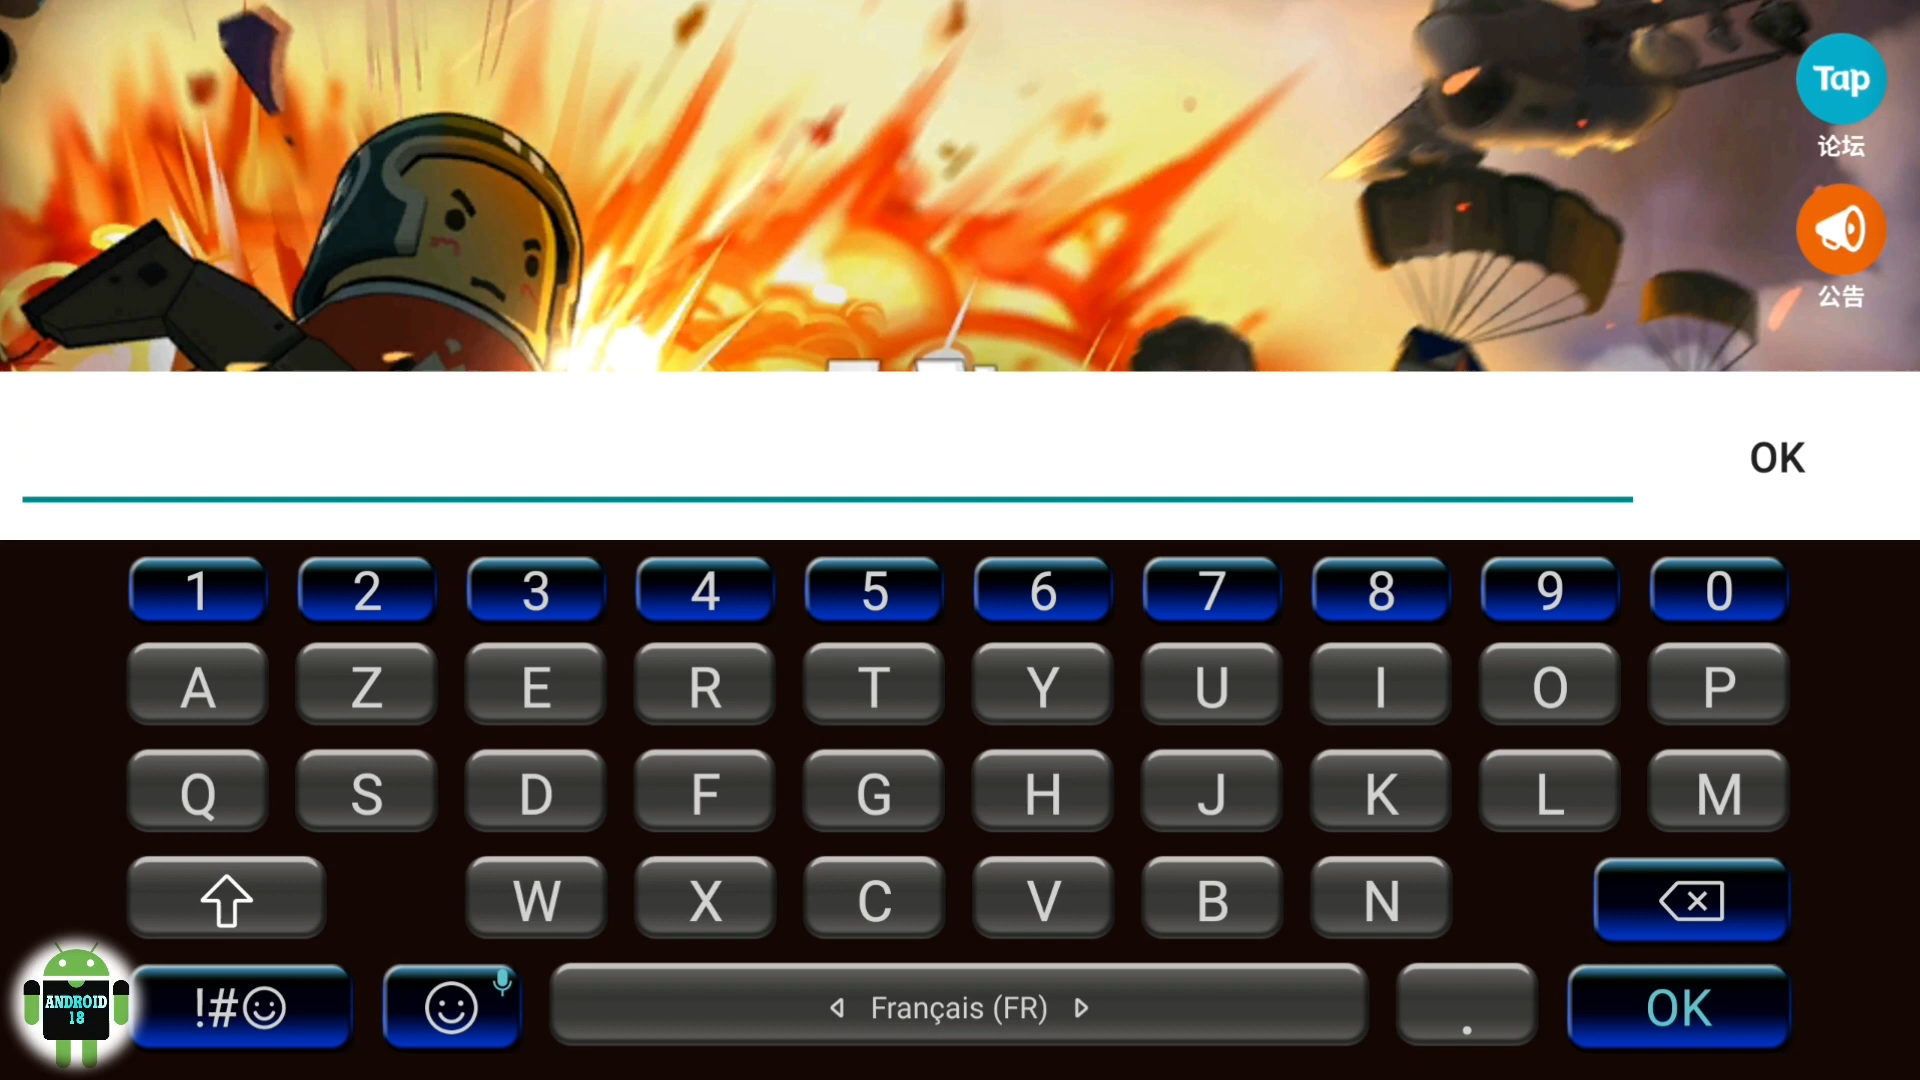 Tap
论坛
公告
OK
1 2 3 4 5 6 7 8 9 0
A Z E R T Y U I O P
Q S D F G H J K L M
W X C V B N
!# Français (FR) . OK
ANDROID
18